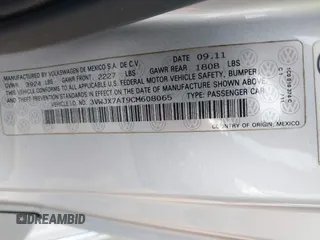 MANUFACTURED BY VOLKSWAGEN DE MEXICO S.A. DE C.V. 09.11
GVWR 3924 LBS GAWR FRONT 2227 LBS GAWR REAR 1808 LBS
THIS VEHICLE CONFORMS TO ALL APPLICABLE U.S. FEDERAL MOTOR VEHICLE SAFETY, BUMPER
AND THEFT PREVENTION STANDARDS IN EFFECT ON THE DATE OF MANUFACTURE SHOWN ABOVE
VEHICLE I.D. NO.: 3VWJX7AT9CM608065 TYPE: PASSENGER CAR
COUNTRY OF ORIGIN: MEXICO
DREAMBID